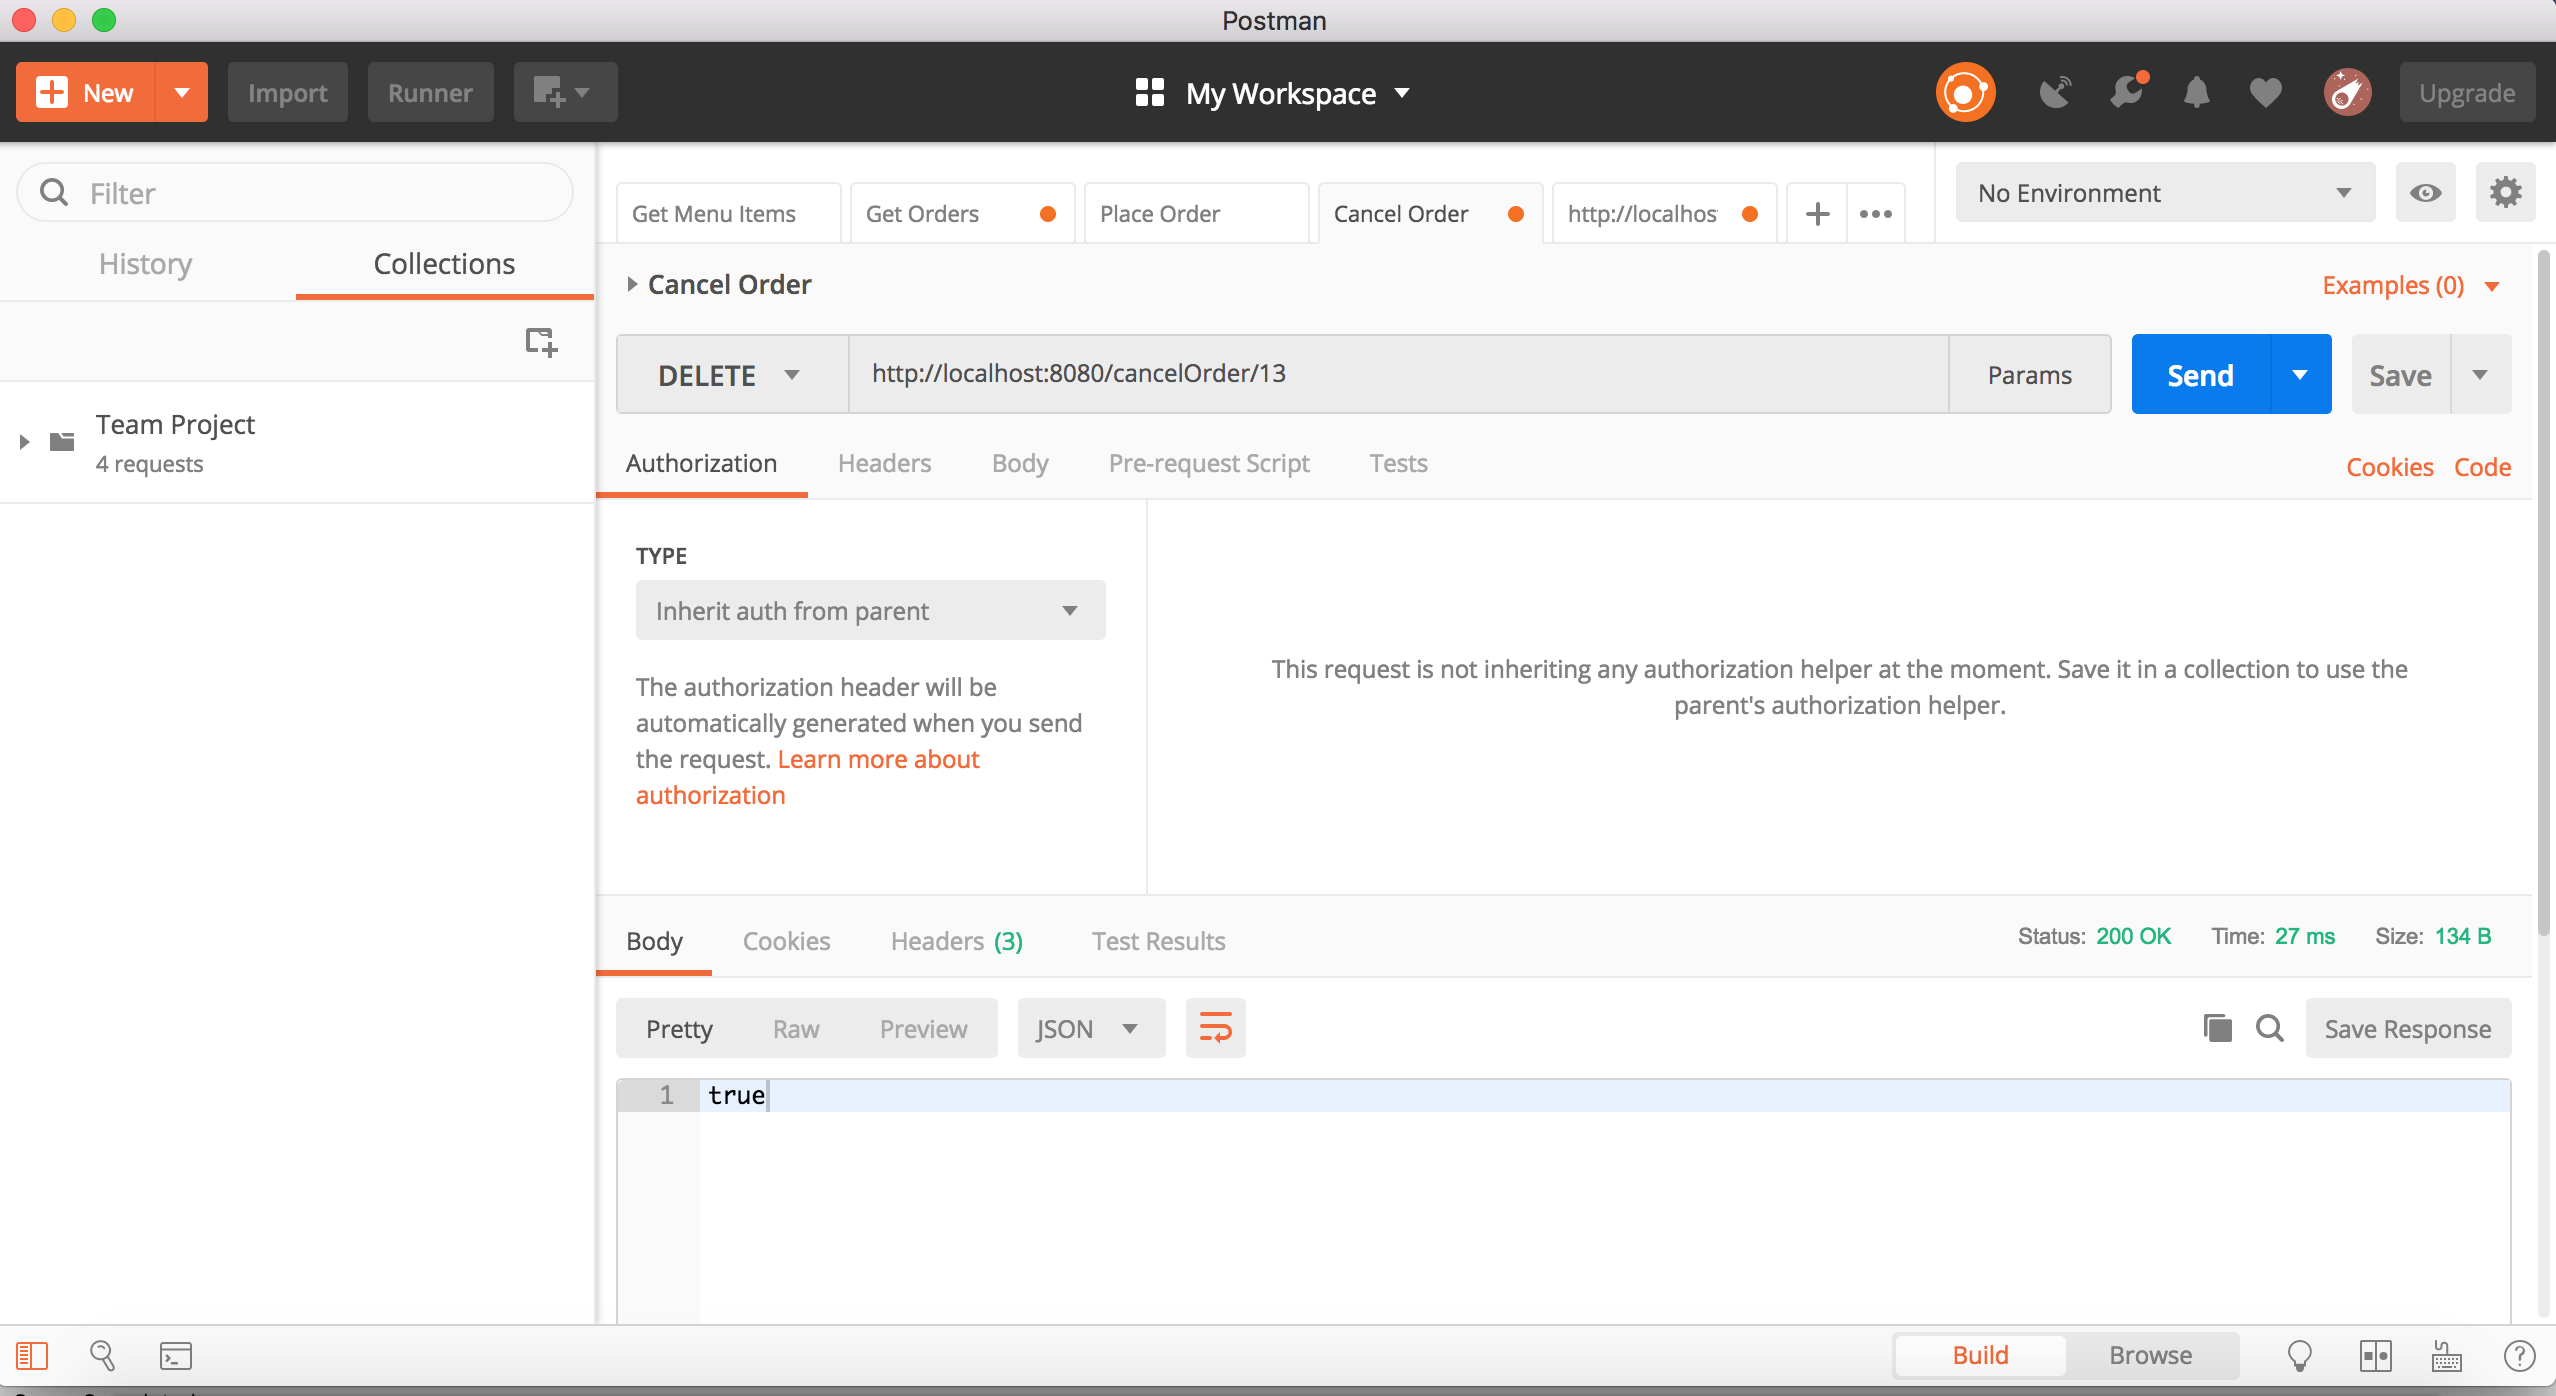 Postman
New
Import
Runner
My Workspace
Upgrade
Filter
History
Collections
Team Project
4 requests
Get Menu Items
Get Orders
Place Order
Cancel Order
http://localhos
No Environment
Cancel Order
Examples (0)
DELETE
http://localhost:8080/cancelOrder/13
Params
Send
Save
Authorization
Headers
Body
Pre-request Script
Tests
Cookies
Code
TYPE
Inherit auth from parent
The authorization header will be
automatically generated when you send
the request. Learn more about
authorization
This request is not inheriting any authorization helper at the moment. Save it in a collection to use the
parent's authorization helper.
Body
Cookies
Headers (3)
Test Results
Status: 200 OK
Time: 27 ms
Size: 134 B
Pretty
Raw
Preview
JSON
Save Response
1 true
Build
Browse